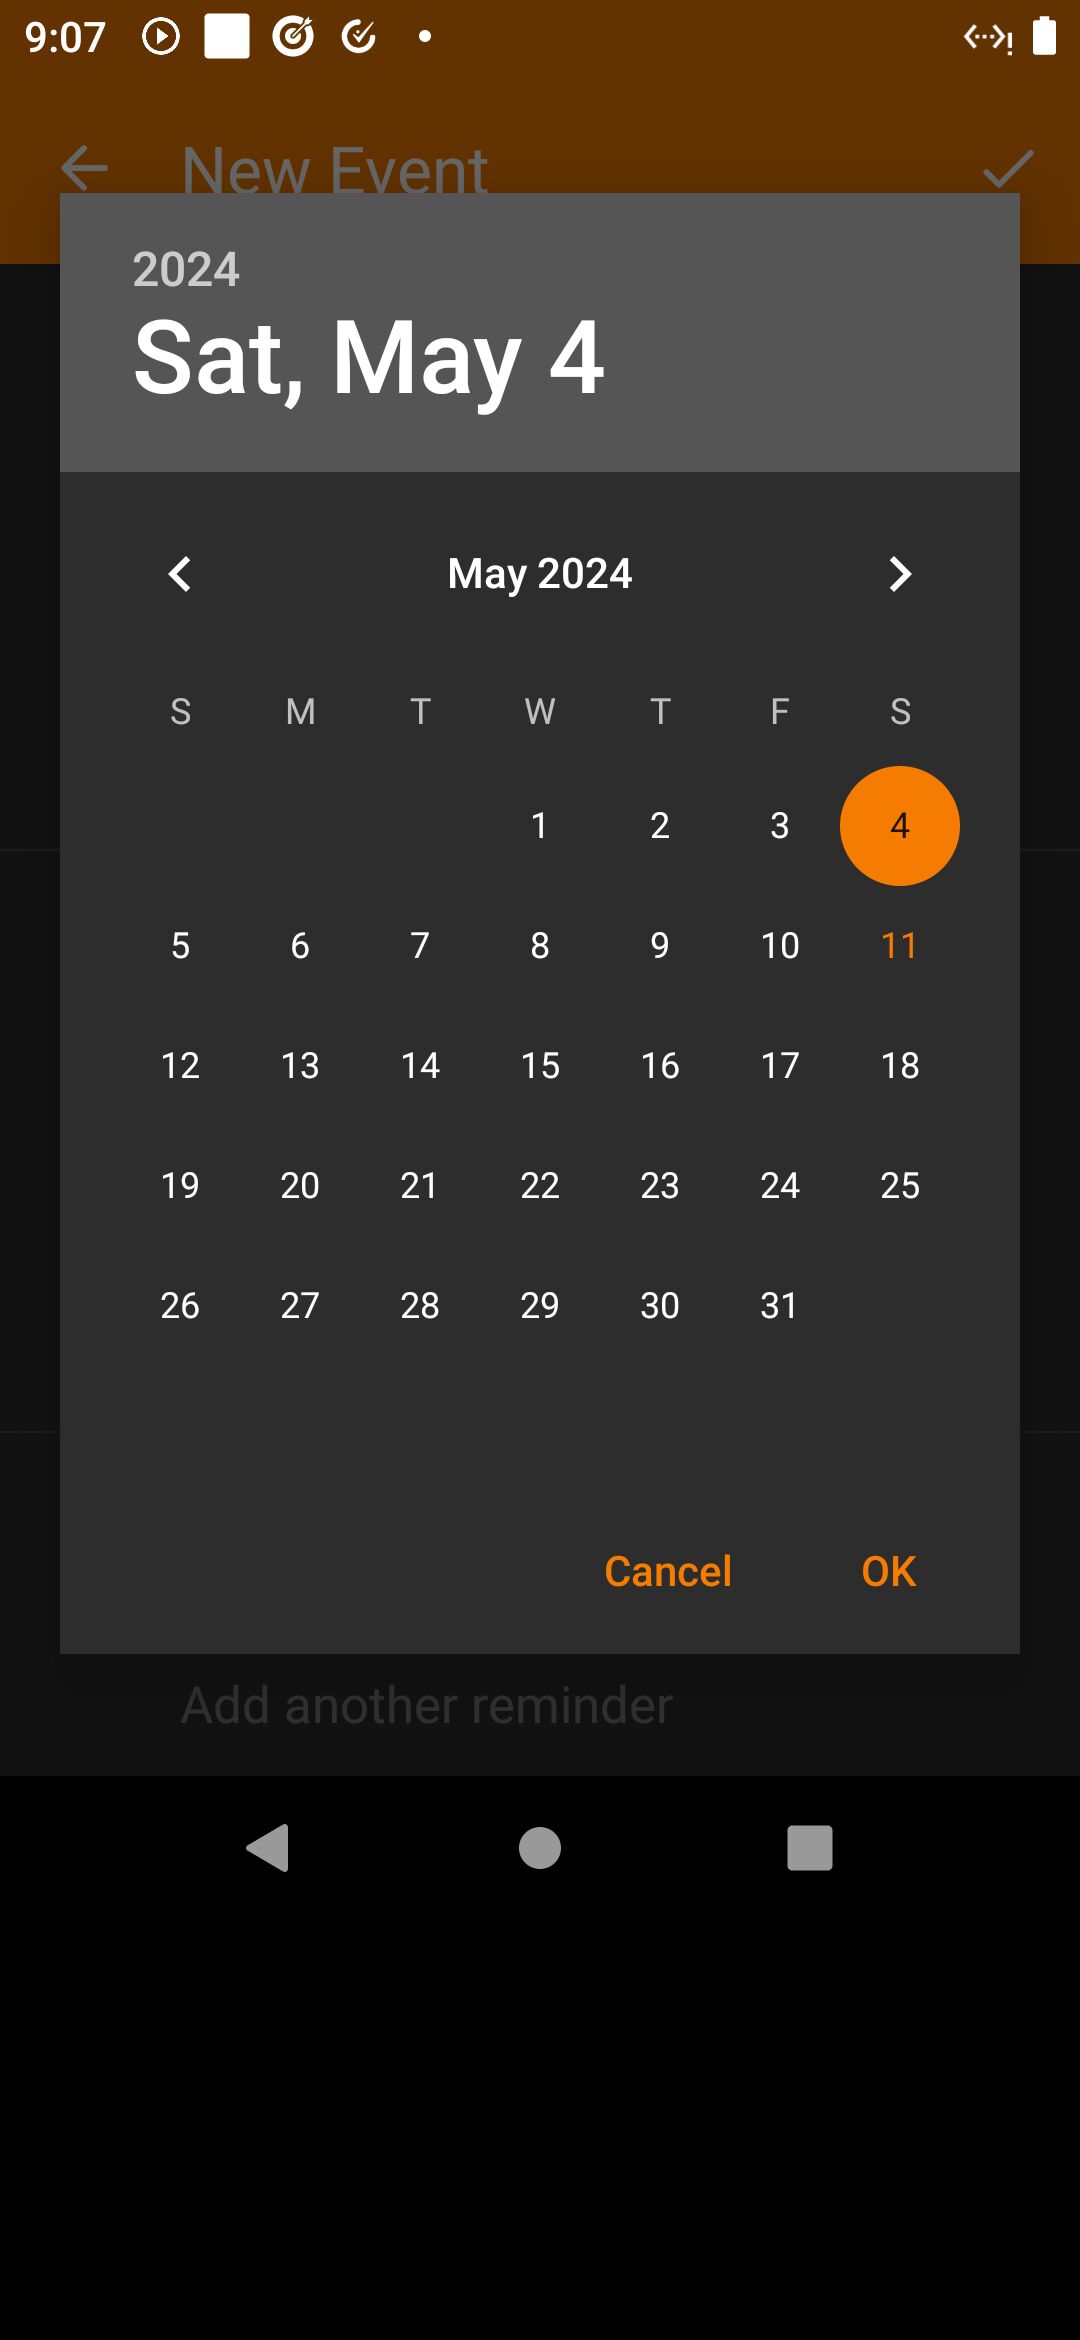 9:07
New Event
2024
Sat, May 4
May 2024
S M T W T F S
1 2 3 4
5 6 7 8 9 10 11
12 13 14 15 16 17 18
19 20 21 22 23 24 25
26 27 28 29 30 31
Cancel OK
Add another reminder